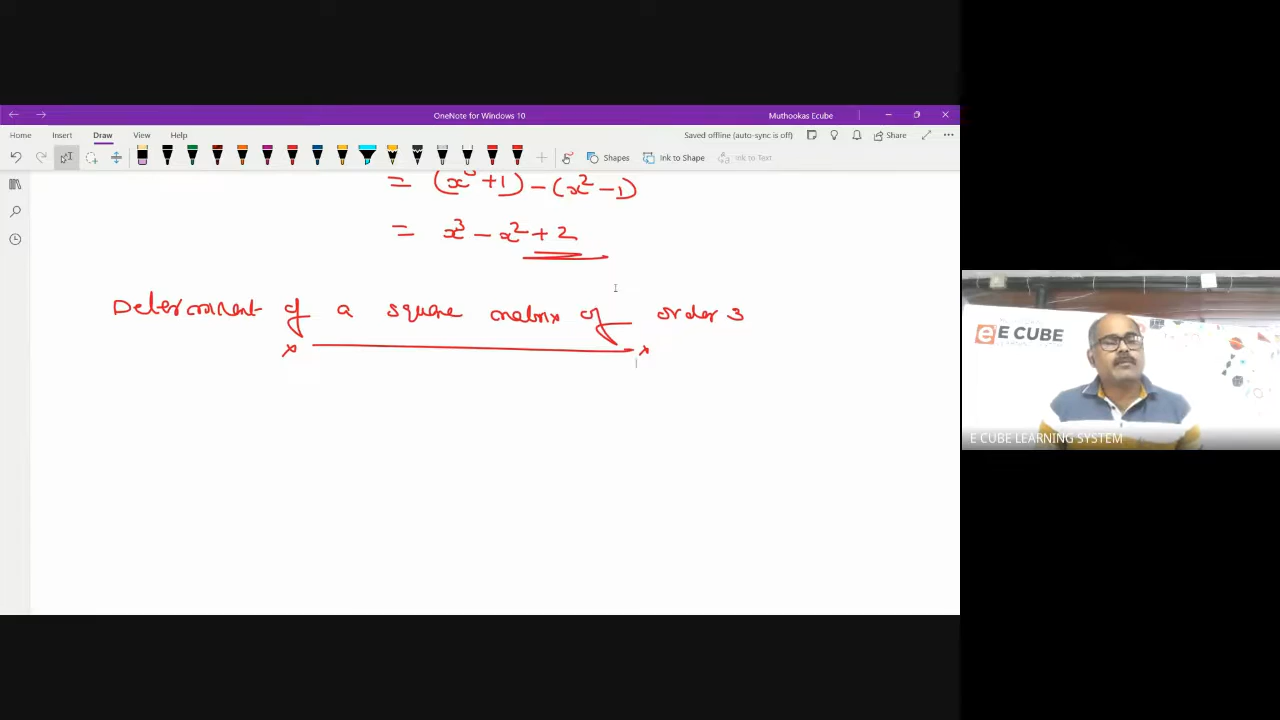 OneNote for Windows 10
Muthookas Ecube
Home Insert Draw View Help
Saved offline (auto-sync is off)
Share
Shapes
Ink to Shape
Ink to Text
= (x³ + 1) - (x² - 1)
= x³ - x² + 2
Determinant of a square matrix of order 3
x x
e E CUBE
E CUBE LEARNING SYSTEM